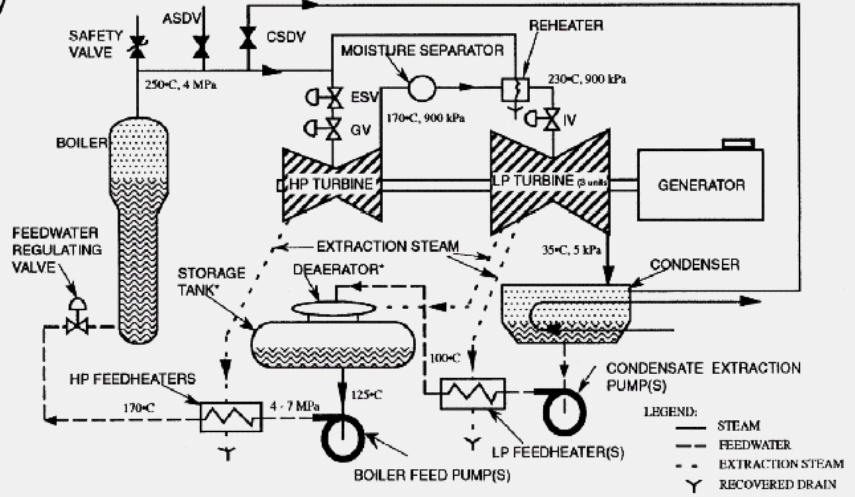 ASDV
SAFETY
VALVE
CSDV
REHEATER
MOISTURE SEPARATOR
250°C, 4 MPa
230°C, 900 kPa
ESV
170°C, 900 kPa
IV
GV
BOILER
HP TURBINE
LP TURBINE (3 units
GENERATOR
FEEDWATER
REGULATING
VALVE
EXTRACTION STEAM
35°C, 5 kPa
STORAGE
TANK*
DEAERATOR*
CONDENSER
100°C
HP FEEDHEATERS
CONDENSATE EXTRACTION
PUMP(S)
170°C
4 - 7 MPa
125°C
LP FEEDHEATER(S)
BOILER FEED PUMP(S)
LEGEND:
STEAM
FEEDWATER
EXTRACTION STEAM
RECOVERED DRAIN